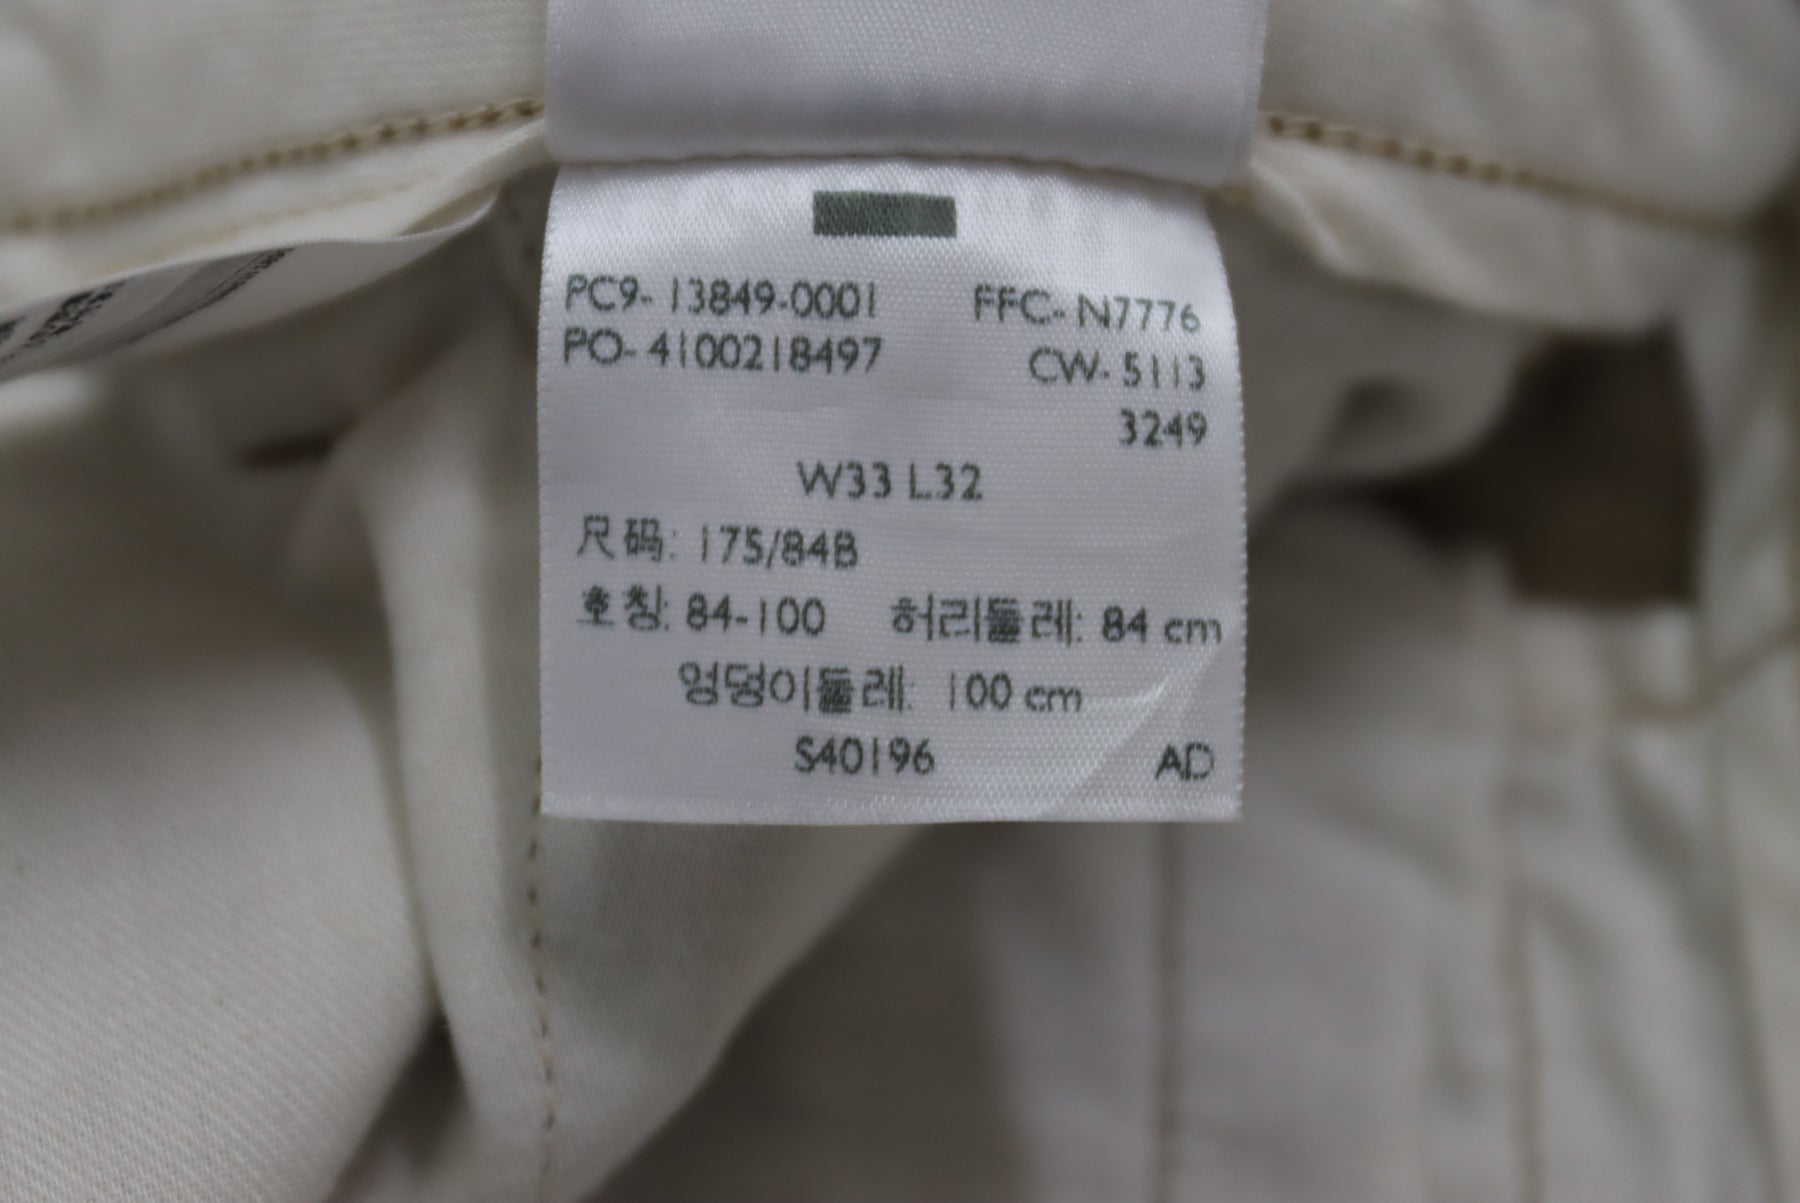 PC9- 13849-0001 FFC- N7776
PO- 4100218497 CW- 5113
3249
W33 L32
尺码: 175/84B
호칭: 84-100 허리둘레: 84 cm
엉덩이둘레: 100 cm
S40196 AD